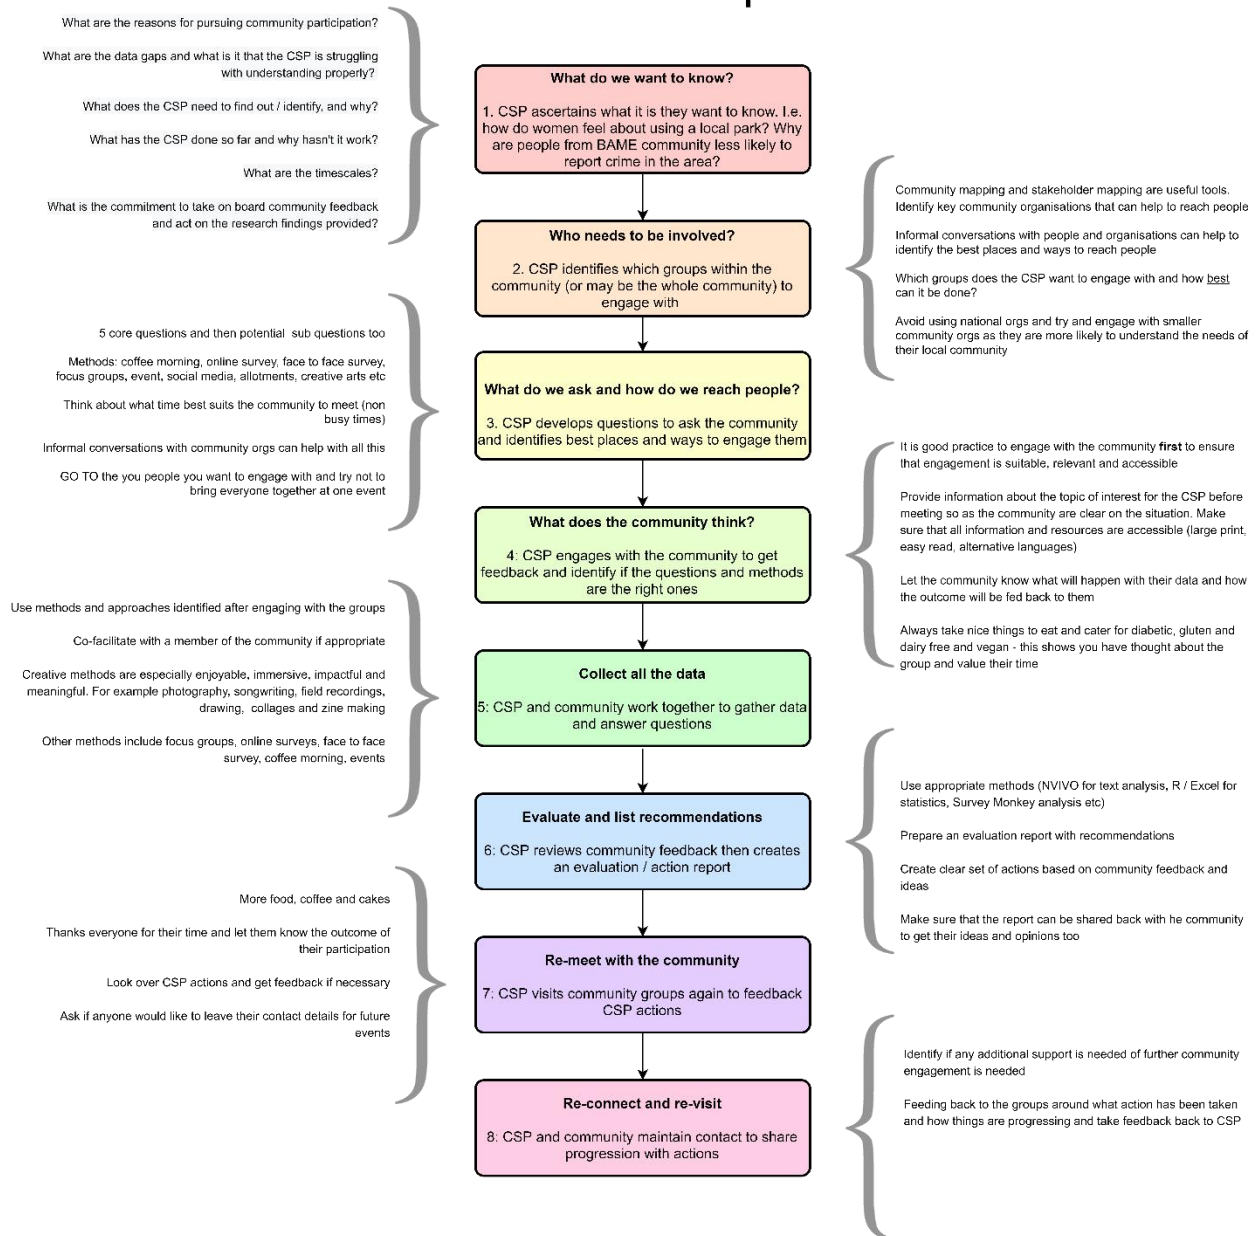 What are the reasons for pursuing community participation?
What are the data gaps and what is it that the CSP is struggling
with understanding properly?
What does the CSP need to find out / identify, and why?
What has the CSP done so far and why hasn't it work?
What are the timescales?
What is the commitment to take on board community feedback
and act on the research findings provided?
What do we want to know?
1. CSP ascertains what it is they want to know. I.e.
how do women feel about using a local park? Why
are people from BAME community less likely to
report crime in the area?
Who needs to be involved?
2. CSP identifies which groups within the
community (or may be the whole community) to
engage with
Community mapping and stakeholder mapping are useful tools.
Identify key community organisations that can help to reach people
Informal conversations with people and organisations can help to
identify the best places and ways to reach people
Which groups does the CSP want to engage with and how best
can it be done?
Avoid using national orgs and try and engage with smaller
community orgs as they are more likely to understand the needs of
their local community
5 core questions and then potential sub questions too
Methods: coffee morning, online survey, face to face survey,
focus groups, event, social media, allotments, creative arts etc
Think about what time best suits the community to meet (non
busy times)
Informal conversations with community orgs can help with all this
GO TO the you people you want to engage with and try not to
bring everyone together at one event
What do we ask and how do we reach people?
3. CSP develops questions to ask the community
and identifies best places and ways to engage them
What does the community think?
4: CSP engages with the community to get
feedback and identify if the questions and methods
are the right ones
It is good practice to engage with the community first to ensure
that engagement is suitable, relevant and accessible
Provide information about the topic of interest for the CSP before
meeting so as the community are clear on the situation. Make
sure that all information and resources are accessible (large print,
easy read, alternative languages)
Let the community know what will happen with their data and how
the outcome will be fed back to them
Always take nice things to eat and cater for diabetic, gluten and
dairy free and vegan - this shows you have thought about the
group and value their time
Use methods and approaches identified after engaging with the groups
Co-facilitate with a member of the community if appropriate
Creative methods are especially enjoyable, immersive, impactful and
meaningful. For example photography, songwriting, field recordings,
drawing, collages and zine making
Other methods include focus groups, online surveys, face to face
survey, coffee morning, events
Collect all the data
5: CSP and community work together to gather data
and answer questions
Evaluate and list recommendations
6: CSP reviews community feedback then creates
an evaluation / action report
Use appropriate methods (NVIVO for text analysis, R / Excel for
statistics, Survey Monkey analysis etc)
Prepare an evaluation report with recommendations
Create clear set of actions based on community feedback and
ideas
Make sure that the report can be shared back with he community
to get their ideas and opinions too
More food, coffee and cakes
Thanks everyone for their time and let them know the outcome of
their participation
Look over CSP actions and get feedback if necessary
Ask if anyone would like to leave their contact details for future
events
Re-meet with the community
7: CSP visits community groups again to feedback
CSP actions
Re-connect and re-visit
8: CSP and community maintain contact to share
progression with actions
Identify if any additional support is needed of further community
engagement is needed
Feeding back to the groups around what action has been taken
and how things are progressing and take feedback back to CSP